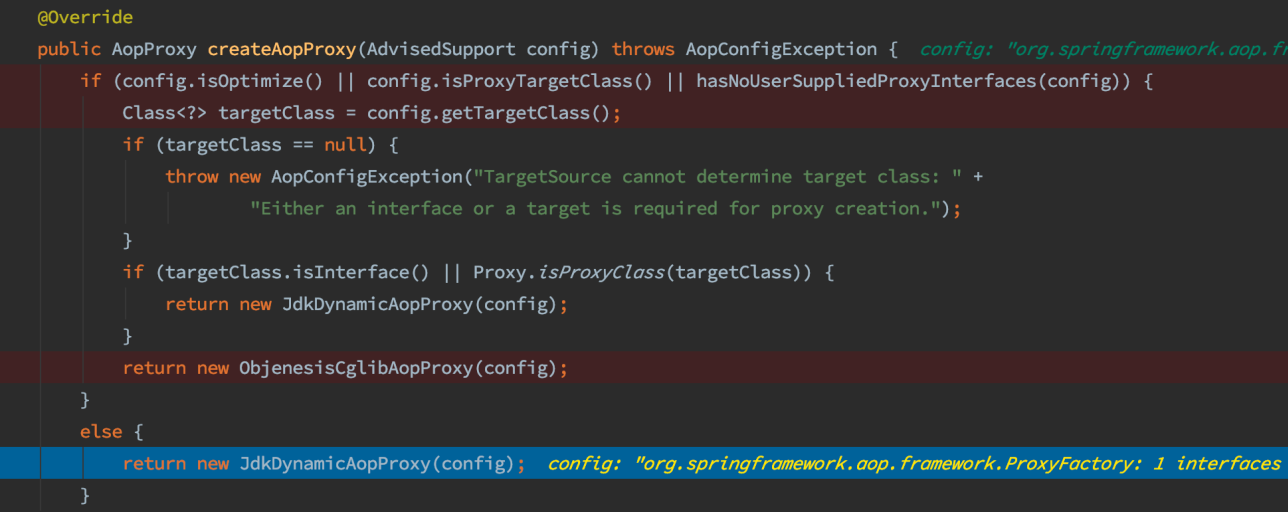 @Override
public AopProxy createAopProxy(AdvisedSupport config) throws AopConfigException {  config: "org.springframework.aop.fr
    if (config.isOptimize() || config.isProxyTargetClass() || hasNoUserSuppliedProxyInterfaces(config)) {
        Class<?> targetClass = config.getTargetClass();
        if (targetClass == null) {
            throw new AopConfigException("TargetSource cannot determine target class: " +
                    "Either an interface or a target is required for proxy creation.");
        }
        if (targetClass.isInterface() || Proxy.isProxyClass(targetClass)) {
            return new JdkDynamicAopProxy(config);
        }
        return new ObjenesisCglibAopProxy(config);
    }
    else {
        return new JdkDynamicAopProxy(config);  config: "org.springframework.aop.framework.ProxyFactory: 1 interfaces
    }